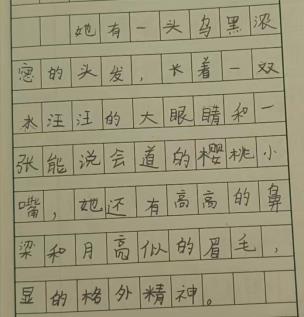 她有一头乌黑浓
密的头发，长着一双
水汪汪的大眼睛和一
张能说会道的樱桃小
嘴，她还有高高的鼻
梁和月亮似的眉毛，
显的格外精神。